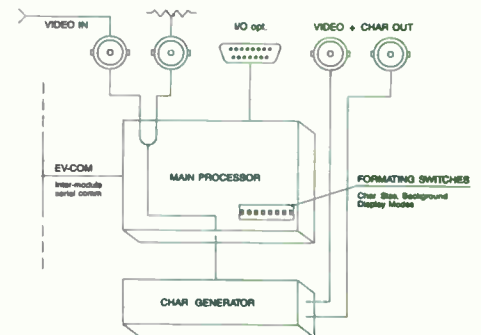 VIDEO IN
I/O opt.
VIDEO + CHAR OUT
EV-COM
Inter-module
serial comm
MAIN PROCESSOR
FORMATING SWITCHES
Char Size, Background
Display Modes
CHAR GENERATOR